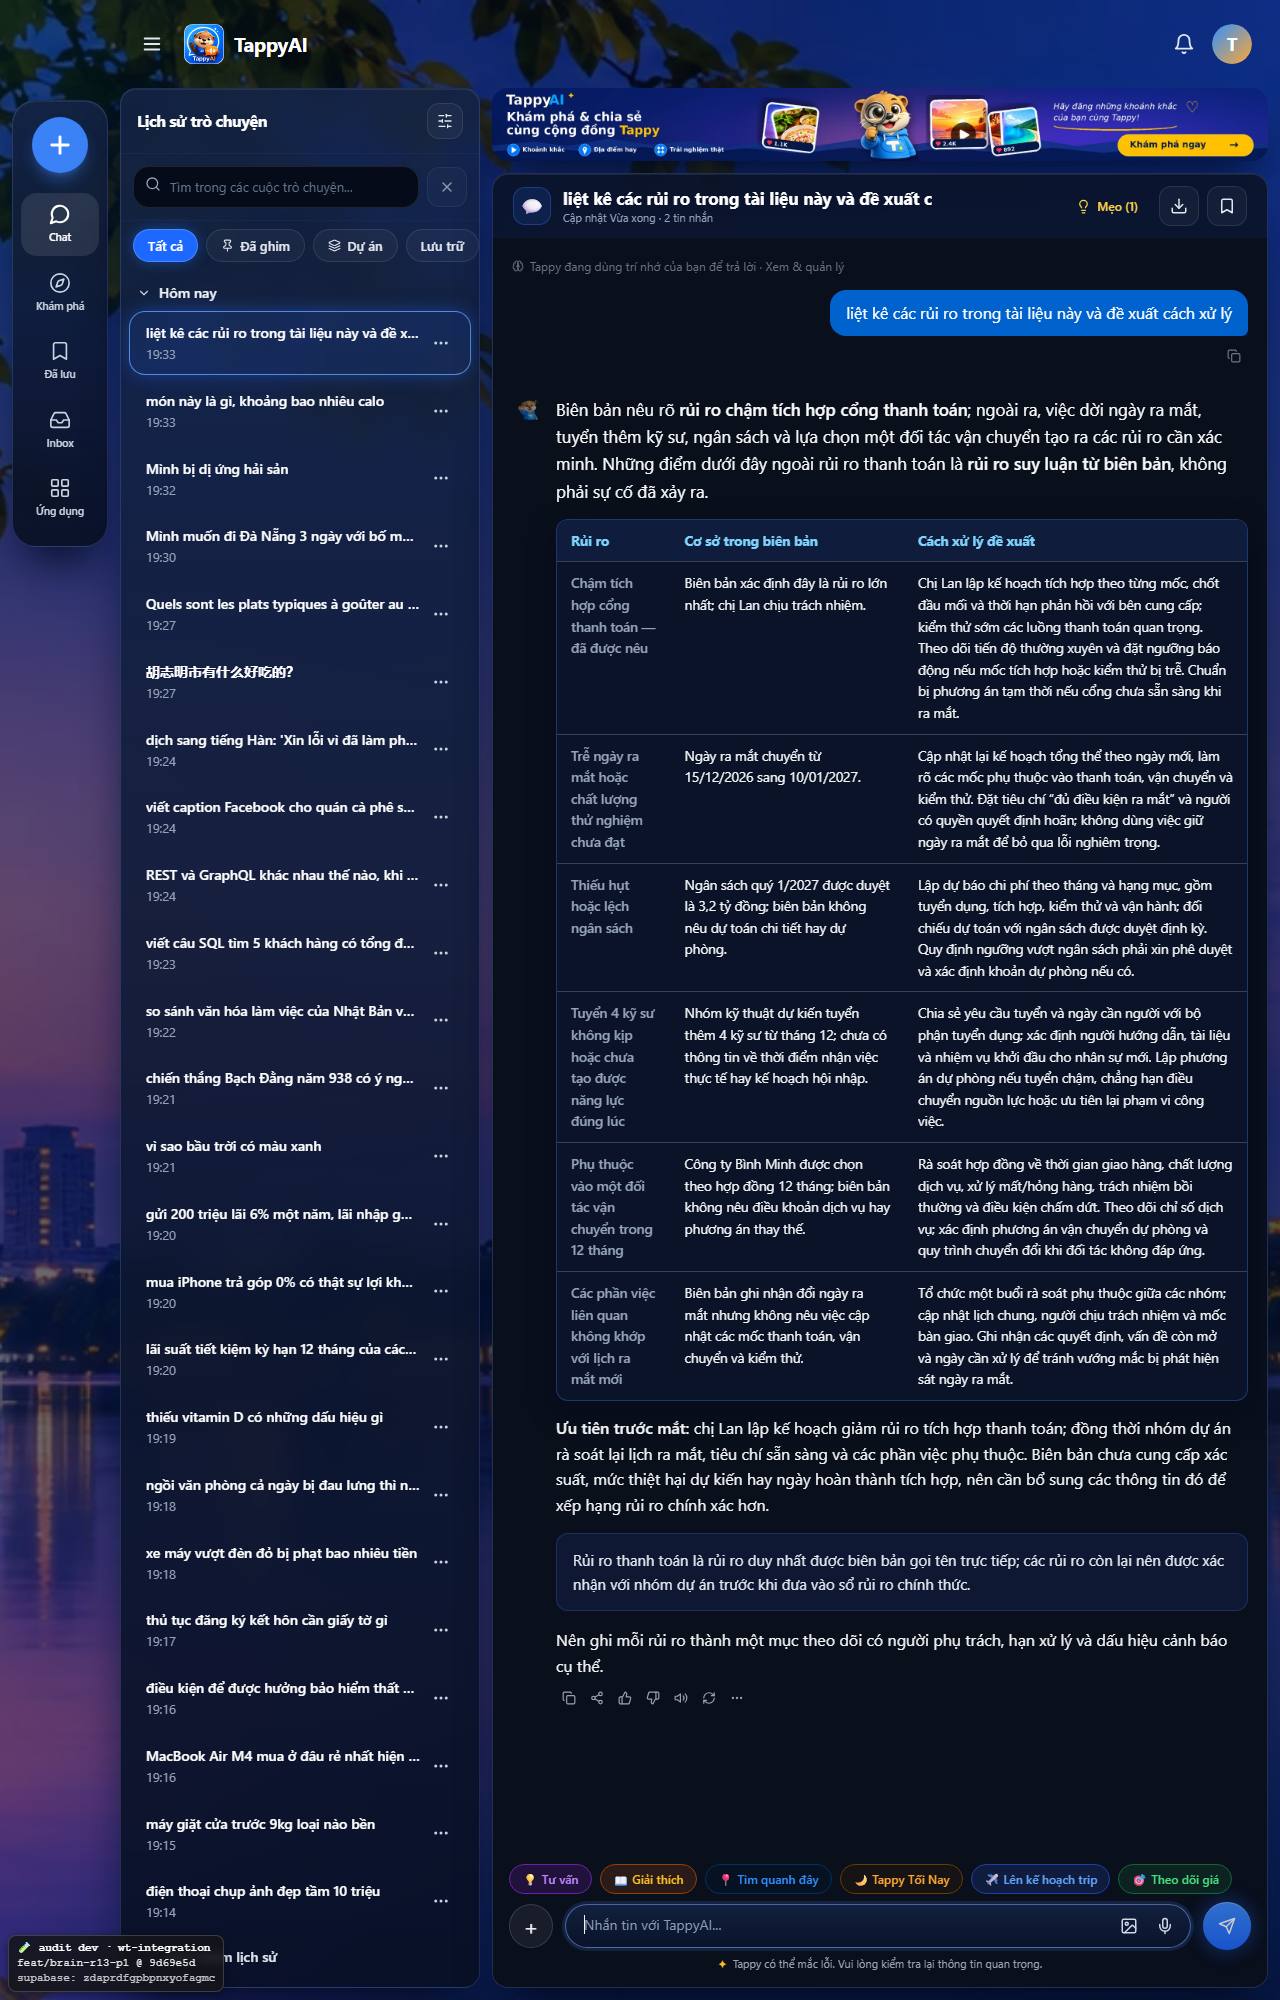 TappyAI
T
Chat
Khám phá
Đã lưu
Inbox
Ứng dụng
Lịch sử trò chuyện
Tìm trong các cuộc trò chuyện...
Tất cả
Đã ghim
Dự án
Lưu trữ
Hôm nay
liệt kê các rủi ro trong tài liệu này và đề x...
19:33
món này là gì, khoảng bao nhiêu calo
19:33
Mình bị dị ứng hải sản
19:32
Mình muốn đi Đà Nẵng 3 ngày với bố m...
19:30
Quels sont les plats typiques à goûter au ...
19:27
胡志明市有什么好吃的?
19:27
dịch sang tiếng Hàn: 'Xin lỗi vì đã làm ph...
19:24
viết caption Facebook cho quán cà phê s...
19:24
REST và GraphQL khác nhau thế nào, khi ...
19:24
viết câu SQL tìm 5 khách hàng có tổng đ...
19:23
so sánh văn hóa làm việc của Nhật Bản v...
19:22
chiến thắng Bạch Đằng năm 938 có ý ng...
19:21
vì sao bầu trời có màu xanh
19:21
gửi 200 triệu lãi 6% một năm, lãi nhập g...
19:20
mua iPhone trả góp 0% có thật sự lợi kh...
19:20
lãi suất tiết kiệm kỳ hạn 12 tháng của các...
19:20
thiếu vitamin D có những dấu hiệu gì
19:19
ngồi văn phòng cả ngày bị đau lưng thì n...
19:18
xe máy vượt đèn đỏ bị phạt bao nhiêu tiền
19:18
thủ tục đăng ký kết hôn cần giấy tờ gì
19:17
điều kiện để được hưởng bảo hiểm thất ...
19:16
MacBook Air M4 mua ở đâu rẻ nhất hiện ...
19:16
máy giặt cửa trước 9kg loại nào bền
19:15
điện thoại chụp ảnh đẹp tầm 10 triệu
19:14
m lịch sử
audit dev · wt-integration
feat/brain-r13-p1 @ 9d69e5d
supabase: zdaprdfgpbpnxyofagmc
TappyAI
Khám phá & chia sẻ
cùng cộng đồng Tappy
Khoảnh khắc
Địa điểm hay
Trải nghiệm thật
1.1K
2.4K
892
Hãy đăng những khoảnh khắc
của bạn cùng Tappy!
Khám phá ngay →
liệt kê các rủi ro trong tài liệu này và đề xuất c
Cập nhật Vừa xong · 2 tin nhắn
Mẹo (1)
Tappy đang dùng trí nhớ của bạn để trả lời · Xem & quản lý
liệt kê các rủi ro trong tài liệu này và đề xuất cách xử lý
Biên bản nêu rõ rủi ro chậm tích hợp cổng thanh toán; ngoài ra, việc dời ngày ra mắt,
tuyển thêm kỹ sư, ngân sách và lựa chọn một đối tác vận chuyển tạo ra các rủi ro cần xác
minh. Những điểm dưới đây ngoài rủi ro thanh toán là rủi ro suy luận từ biên bản, không
phải sự cố đã xảy ra.
Rủi ro
Cơ sở trong biên bản
Cách xử lý đề xuất
Chậm tích
hợp cổng
thanh toán —
đã được nêu
Biên bản xác định đây là rủi ro lớn
nhất; chị Lan chịu trách nhiệm.
Chị Lan lập kế hoạch tích hợp theo từng mốc, chốt
đầu mối và thời hạn phản hồi với bên cung cấp;
kiểm thử sớm các luồng thanh toán quan trọng.
Theo dõi tiến độ thường xuyên và đặt ngưỡng báo
động nếu mốc tích hợp hoặc kiểm thử bị trễ. Chuẩn
bị phương án tạm thời nếu cổng chưa sẵn sàng khi
ra mắt.
Trễ ngày ra
mắt hoặc
chất lượng
thử nghiệm
chưa đạt
Ngày ra mắt chuyển từ
15/12/2026 sang 10/01/2027.
Cập nhật lại kế hoạch tổng thể theo ngày mới, làm
rõ các mốc phụ thuộc vào thanh toán, vận chuyển và
kiểm thử. Đặt tiêu chí “đủ điều kiện ra mắt” và người
có quyền quyết định hoãn; không dùng việc giữ
ngày ra mắt để bỏ qua lỗi nghiêm trọng.
Thiếu hụt
hoặc lệch
ngân sách
Ngân sách quý 1/2027 được duyệt
là 3,2 tỷ đồng; biên bản không
nêu dự toán chi tiết hay dự
phòng.
Lập dự báo chi phí theo tháng và hạng mục, gồm
tuyển dụng, tích hợp, kiểm thử và vận hành; đối
chiếu dự toán với ngân sách được duyệt định kỳ.
Quy định ngưỡng vượt ngân sách phải xin phê duyệt
và xác định khoản dự phòng nếu có.
Tuyển 4 kỹ sư
không kịp
hoặc chưa
tạo được
năng lực
đúng lúc
Nhóm kỹ thuật dự kiến tuyển
thêm 4 kỹ sư từ tháng 12; chưa có
thông tin về thời điểm nhận việc
thực tế hay kế hoạch hội nhập.
Chia sẻ yêu cầu tuyển và ngày cần người với bộ
phận tuyển dụng; xác định người hướng dẫn, tài liệu
và nhiệm vụ khởi đầu cho nhân sự mới. Lập phương
án dự phòng nếu tuyển chậm, chẳng hạn điều
chuyển nguồn lực hoặc ưu tiên lại phạm vi công
việc.
Phụ thuộc
vào một đối
tác vận
chuyển trong
12 tháng
Công ty Bình Minh được chọn
theo hợp đồng 12 tháng; biên bản
không nêu điều khoản dịch vụ hay
phương án thay thế.
Rà soát hợp đồng về thời gian giao hàng, chất lượng
dịch vụ, xử lý mất/hỏng hàng, trách nhiệm bồi
thường và điều kiện chấm dứt. Theo dõi chỉ số dịch
vụ; xác định phương án vận chuyển dự phòng và
quy trình chuyển đổi khi đối tác không đáp ứng.
Các phần việc
liên quan
không khớp
với lịch ra
mắt mới
Biên bản ghi nhận đổi ngày ra
mắt nhưng không nêu việc cập
nhật các mốc thanh toán, vận
chuyển và kiểm thử.
Tổ chức một buổi rà soát phụ thuộc giữa các nhóm;
cập nhật lịch chung, người chịu trách nhiệm và mốc
bàn giao. Ghi nhận các quyết định, vấn đề còn mở
và ngày cần xử lý để tránh vướng mắc bị phát hiện
sát ngày ra mắt.
Ưu tiên trước mắt: chị Lan lập kế hoạch giảm rủi ro tích hợp thanh toán; đồng thời nhóm dự án
rà soát lại lịch ra mắt, tiêu chí sẵn sàng và các phần việc phụ thuộc. Biên bản chưa cung cấp xác
suất, mức thiệt hại dự kiến hay ngày hoàn thành tích hợp, nên cần bổ sung các thông tin đó để
xếp hạng rủi ro chính xác hơn.
Rủi ro thanh toán là rủi ro duy nhất được biên bản gọi tên trực tiếp; các rủi ro còn lại nên được xác
nhận với nhóm dự án trước khi đưa vào sổ rủi ro chính thức.
Nên ghi mỗi rủi ro thành một mục theo dõi có người phụ trách, hạn xử lý và dấu hiệu cảnh báo
cụ thể.
Tư vấn
Giải thích
Tìm quanh đây
Tappy Tối Nay
Lên kế hoạch trip
Theo dõi giá
Nhắn tin với TappyAI...
Tappy có thể mắc lỗi. Vui lòng kiểm tra lại thông tin quan trọng.